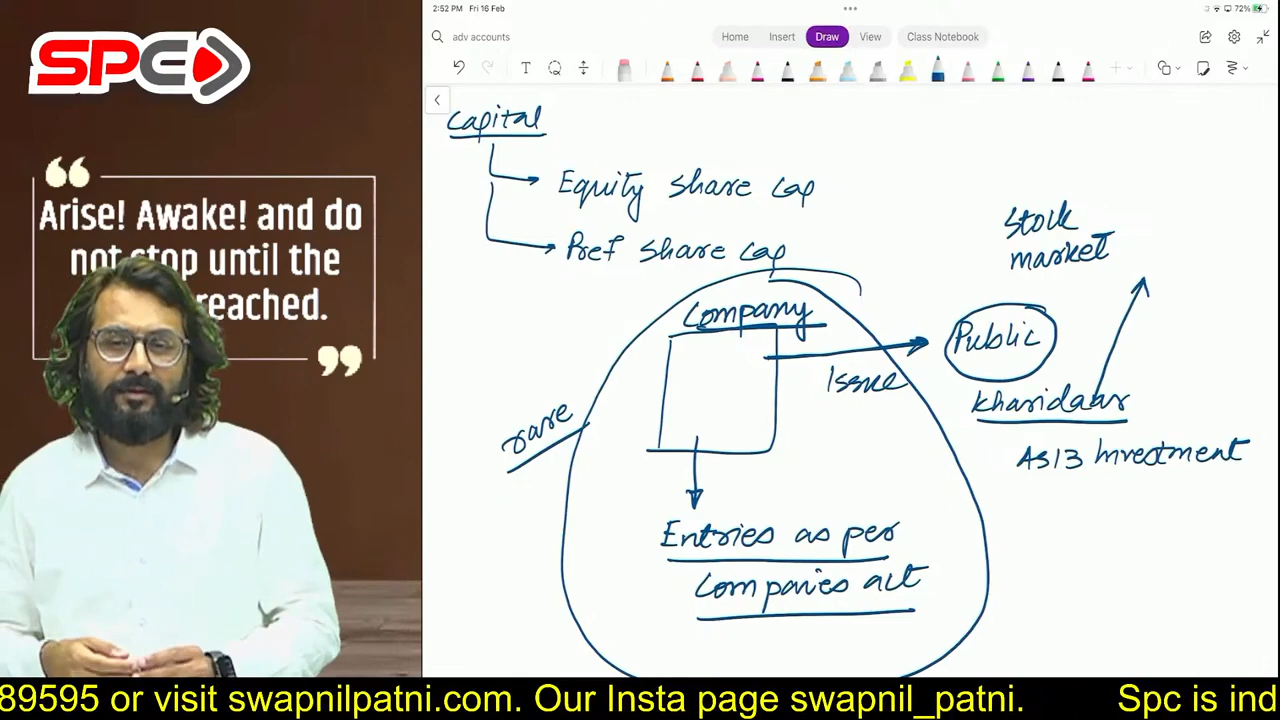 2:52 PM Fri 16 Feb
72%
adv accounts
Home Insert Draw View Class Notebook
SPC
Arise! Awake! and do
not stop until the
reached.
Capital
Equity share cap
Pref share cap
Stock
market
Company
Public
Issue
Kharidaar
rare
AS13 Investment
Entries as per
Companies act
89595 or visit swapnilpatni.com. Our Insta page swapnil_patni. Spc is ind